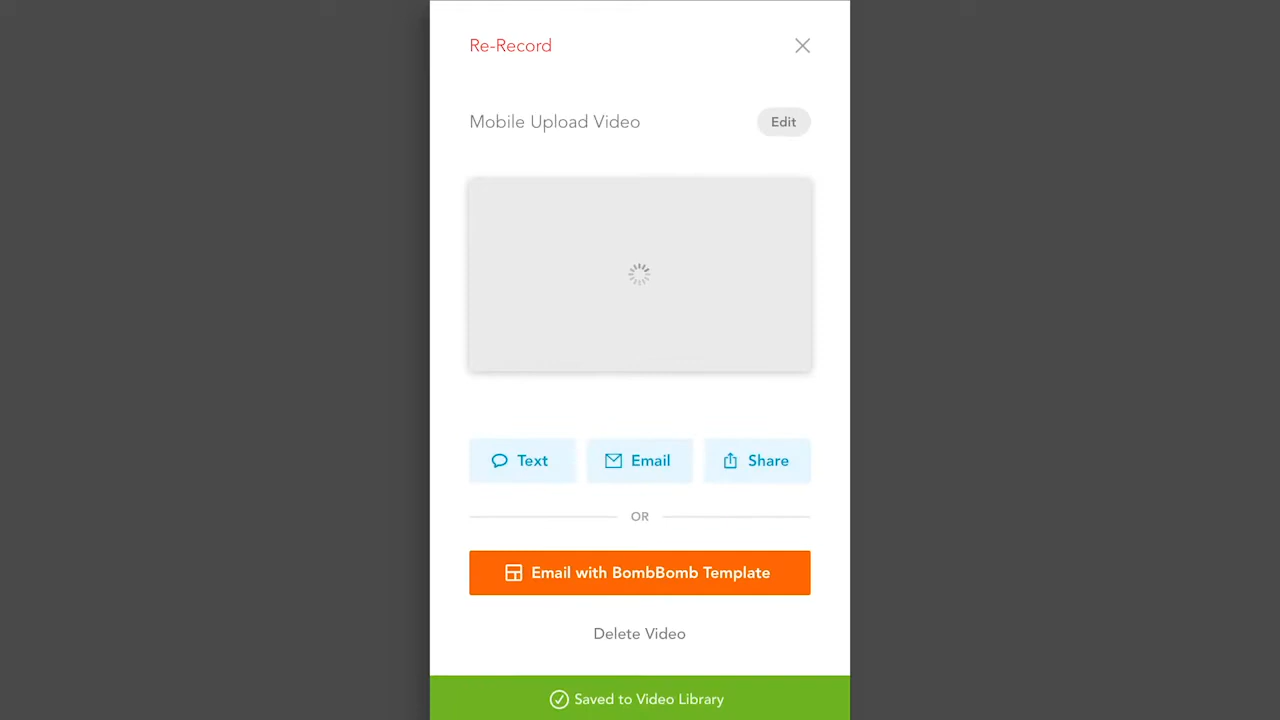 Re-Record
Mobile Upload Video
Edit
Text
Email
Share
OR
Email with BombBomb Template
Delete Video
Saved to Video Library